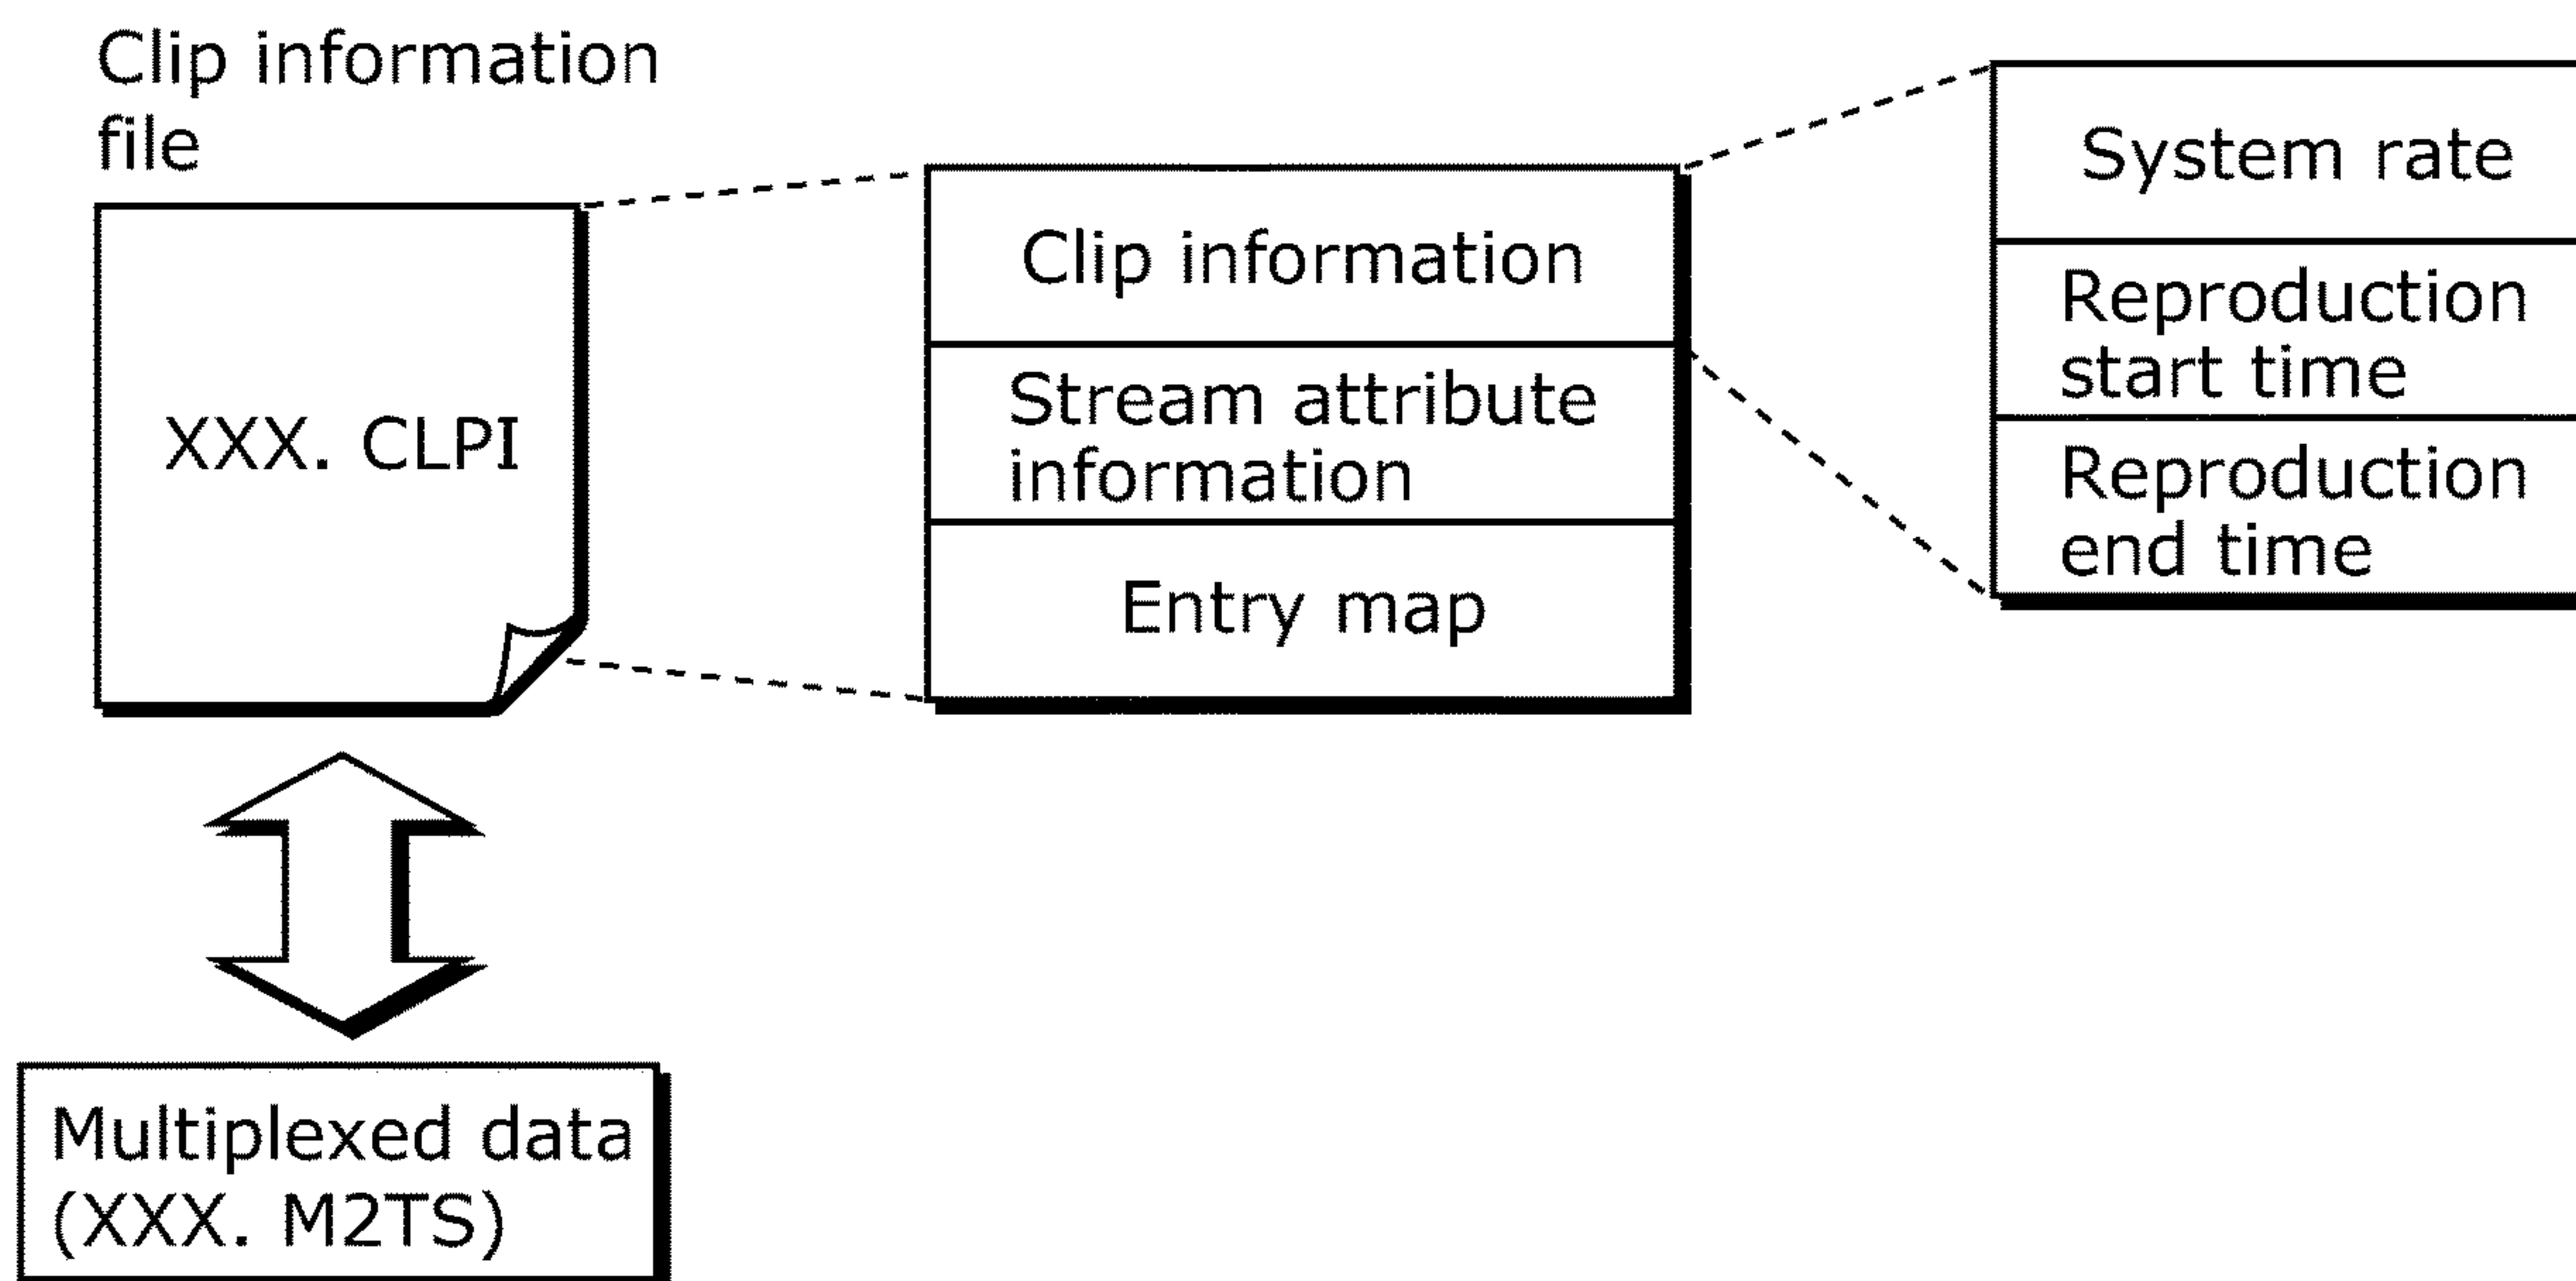 Clip information
file
XXX. CLPI
Clip information
Stream attribute
information
Entry map
System rate
Reproduction
start time
Reproduction
end time
Multiplexed data
(XXX. M2TS)